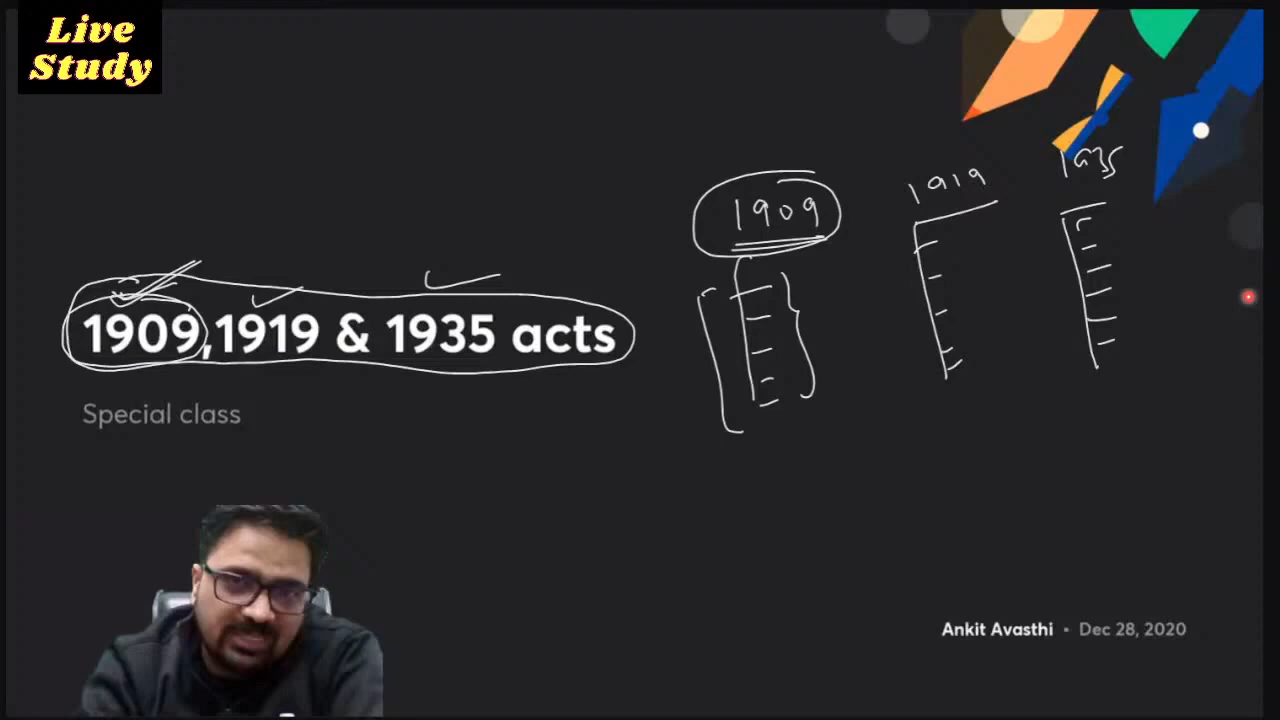 Live
Study
1909
1919
1935
1909,1919 & 1935 acts
Special class
Ankit Avasthi • Dec 28, 2020